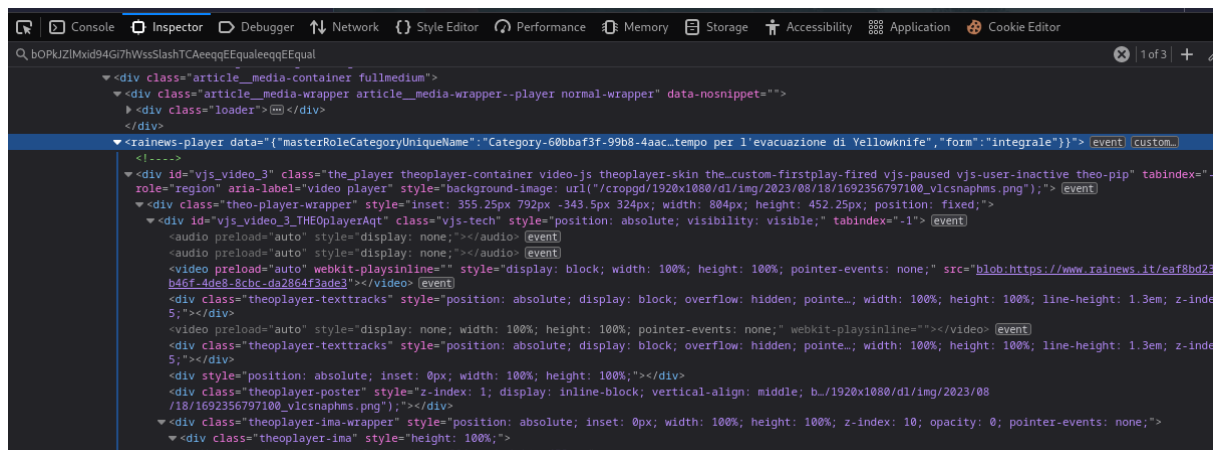 Console Inspector Debugger Network {} Style Editor Performance Memory Storage Accessibility Application Cookie Editor
bOPkJZlMxid94Gi7hWssSlashTCAeeqqEEqualeeqqEEqual 1 of 3 +
<div class="article__media-container fullmedium">
<div class="article__media-wrapper article__media-wrapper--player normal-wrapper" data-nosnippet="">
<div class="loader"> ••• </div>
</div>
<rainews-player data="{"masterRoleCategoryUniqueName":"Category-60bbaf3f-99b8-4aac…tempo per l'evacuazione di Yellowknife","form":"integrale"}}"> event custom…
<!---->
<div id="vjs_video_3" class="the_player theoplayer-container video-js theoplayer-skin the…custom-firstplay-fired vjs-paused vjs-user-inactive theo-pip" tabindex="-
role="region" aria-label="video player" style="background-image: url("/cropgd/1920x1080/dl/img/2023/08/18/1692356797100_vlcsnaphms.png");"> event
<div class="theo-player-wrapper" style="inset: 355.25px 792px -343.5px 324px; width: 804px; height: 452.25px; position: fixed;">
<div id="vjs_video_3_THEOplayerAqt" class="vjs-tech" style="position: absolute; visibility: visible;" tabindex="-1"> event
<audio preload="auto" style="display: none;"></audio> event
<audio preload="auto" style="display: none;"></audio> event
<video preload="auto" webkit-playsinline="" style="display: block; width: 100%; height: 100%; pointer-events: none;" src="blob:https://www.rainews.it/eaf8bd23
b46f-4de8-8cbc-da2864f3ade3"></video> event
<div class="theoplayer-texttracks" style="position: absolute; display: block; overflow: hidden; pointe…; width: 100%; height: 100%; line-height: 1.3em; z-inde
5;"></div>
<video preload="auto" style="display: none; width: 100%; height: 100%; pointer-events: none;" webkit-playsinline=""></video> event
<div class="theoplayer-texttracks" style="position: absolute; display: block; overflow: hidden; pointe…; width: 100%; height: 100%; line-height: 1.3em; z-inde
5;"></div>
<div style="position: absolute; inset: 0px; width: 100%; height: 100%;"></div>
<div class="theoplayer-poster" style="z-index: 1; display: inline-block; vertical-align: middle; b…/1920x1080/dl/img/2023/08
/18/1692356797100_vlcsnaphms.png");"></div>
<div class="theoplayer-ima-wrapper" style="position: absolute; inset: 0px; width: 100%; height: 100%; z-index: 10; opacity: 0; pointer-events: none;">
<div class="theoplayer-ima" style="height: 100%;">